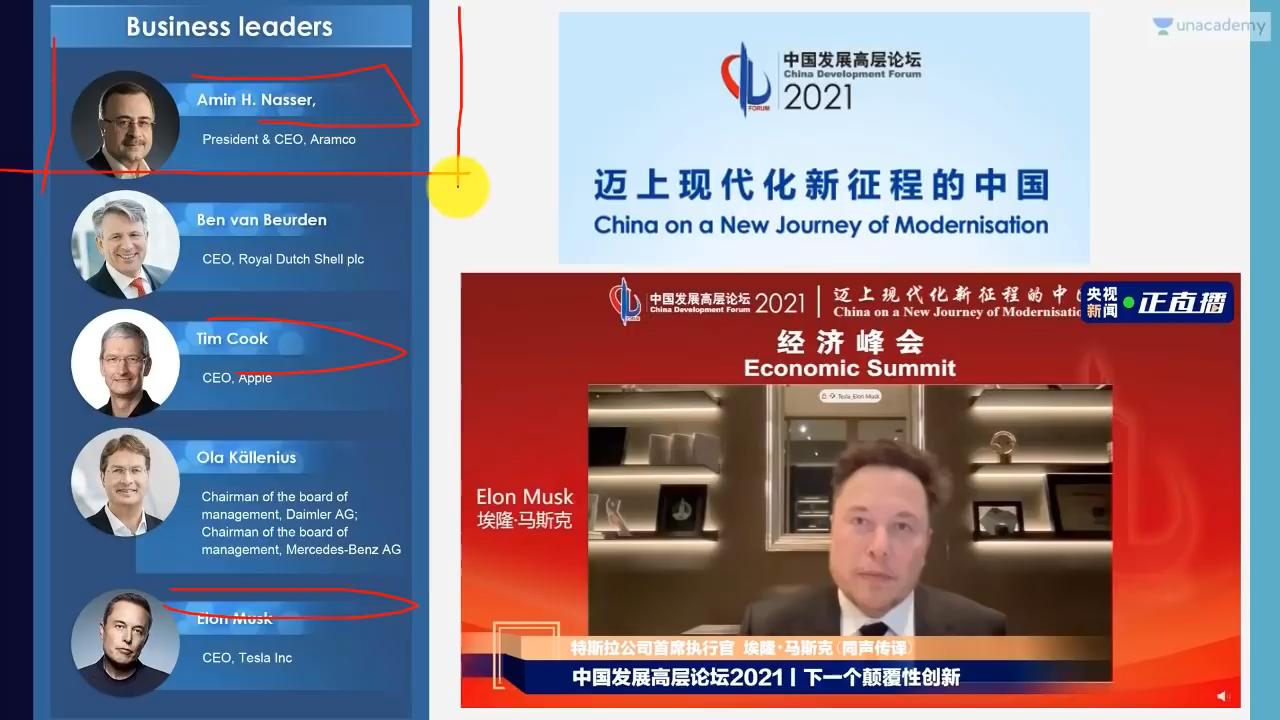 Business leaders
Amin H. Nasser,
President & CEO, Aramco
Ben van Beurden
CEO, Royal Dutch Shell plc
Tim Cook
CEO, Apple
Ola Källenius
Chairman of the board of
management, Daimler AG;
Chairman of the board of
management, Mercedes-Benz AG
Elon Musk
CEO, Tesla Inc
unacademy
中国发展高层论坛
China Development Forum
2021
FORUM
迈上现代化新征程的中国
China on a New Journey of Modernisation
中国发展高层论坛
China Development Forum
2021
迈上现代化新征程的中
China on a New Journey of Modernisatio
央视
新闻
正直播
经济峰会
Economic Summit
Tesla_Elon Musk
Elon Musk
埃隆·马斯克
特斯拉公司首席执行官 埃隆·马斯克(同声传译)
中国发展高层论坛2021 | 下一个颠覆性创新